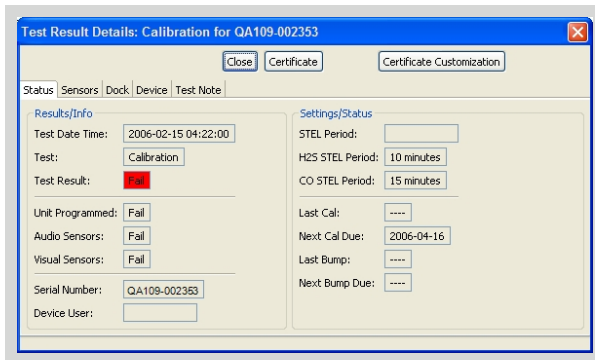 Test Result Details: Calibration for QA109-002353
Close Certificate Certificate Customization
Status Sensors Dock Device Test Note
Results/Info
Test Date Time: 2006-02-15 04:22:00
Test: Calibration
Test Result: Fail
Unit Programmed: Fail
Audio Sensors: Fail
Visual Sensors: Fail
Serial Number: QA109-002353
Device User:
Settings/Status
STEL Period:
H2S STEL Period: 10 minutes
CO STEL Period: 15 minutes
Last Cal: ----
Next Cal Due: 2006-04-16
Last Bump: ----
Next Bump Due: ----